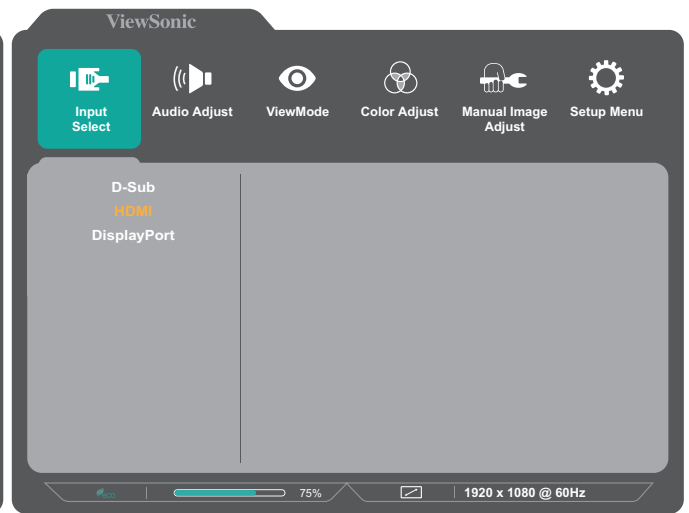 ViewSonic
Input Select
Audio Adjust
ViewMode
Color Adjust
Manual Image Adjust
Setup Menu
D-Sub
HDMI
DisplayPort
eco
75%
1920 x 1080 @ 60Hz